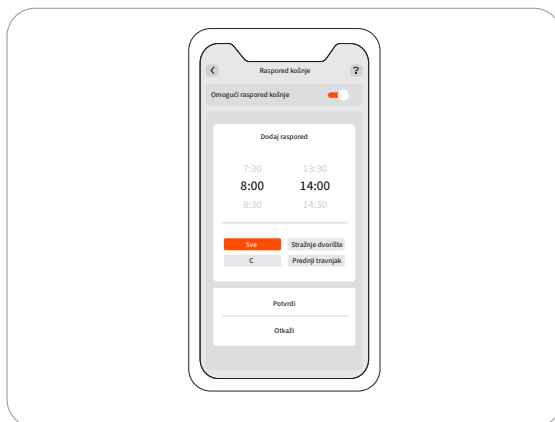 Raspored košnje ?
Omogući raspored košnje
Dodaj raspored
7:30 13:30
8:00 14:00
8:30 14:30
Sve Stražnje dvorište
C Prednji travnjak
Potvrdi
Otkaži